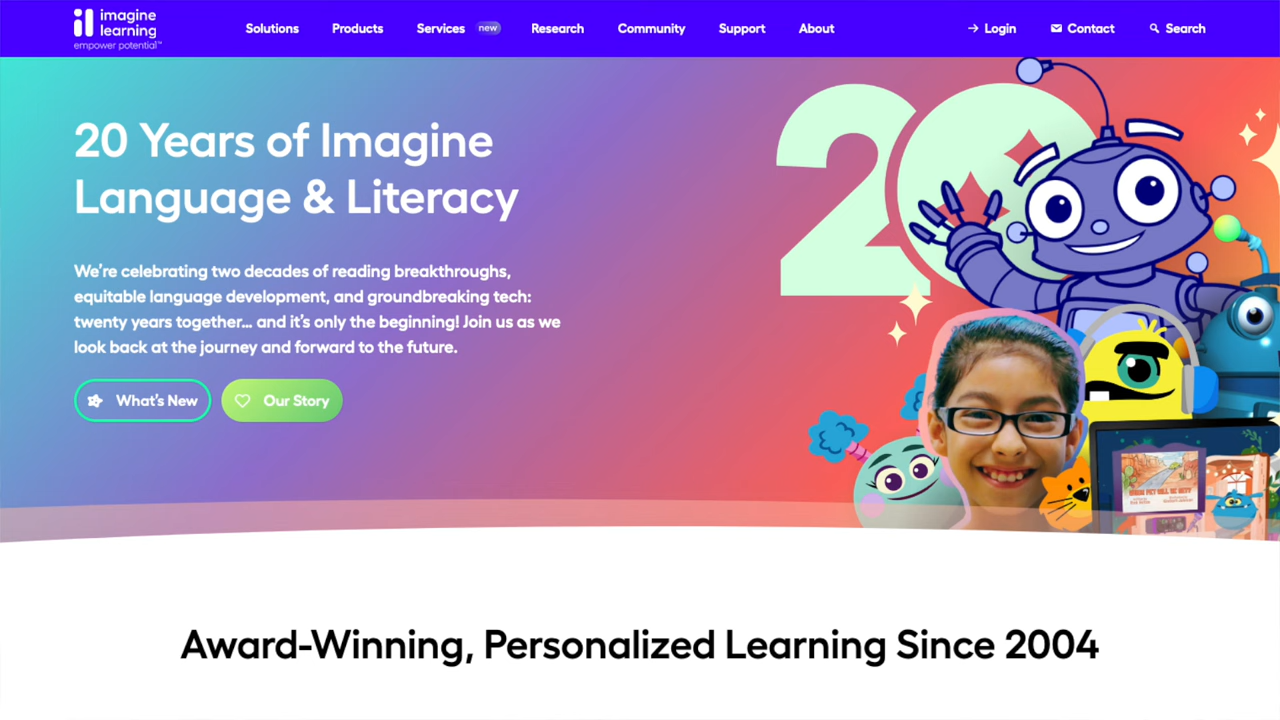 imagine
learning
empower potential™
Solutions
Products
Services
new
Research
Community
Support
About
Login
Contact
Search
20 Years of Imagine
Language & Literacy
We’re celebrating two decades of reading breakthroughs,
equitable language development, and groundbreaking tech:
twenty years together… and it’s only the beginning! Join us as we
look back at the journey and forward to the future.
What’s New
Our Story
20
Award-Winning, Personalized Learning Since 2004